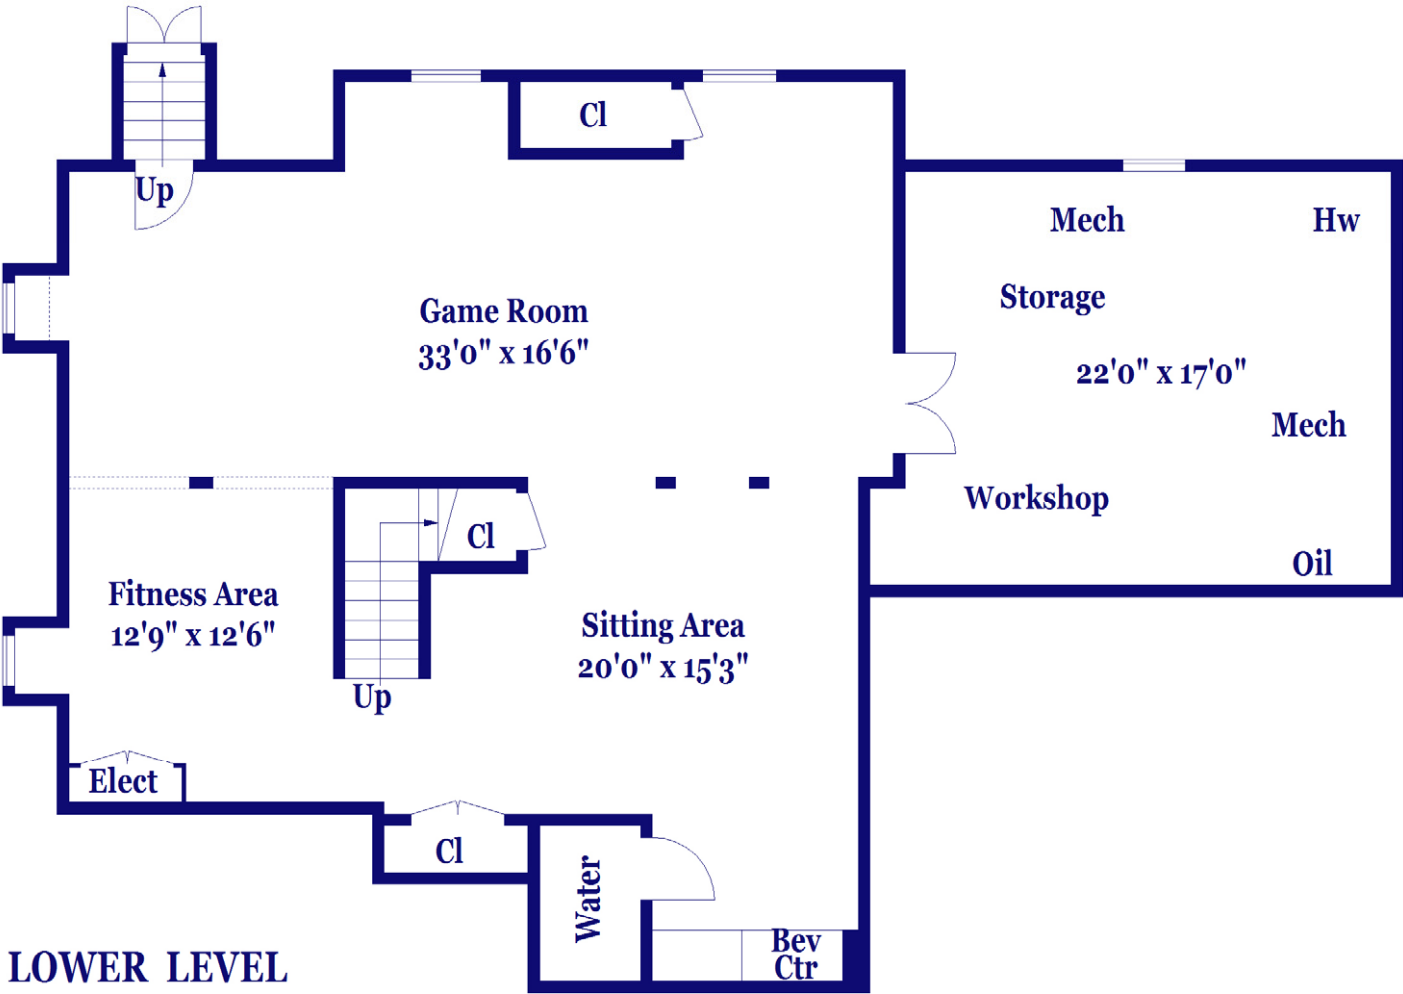 Cl
Up
Mech
Hw
Storage
Game Room
33'0" x 16'6"
22'0" x 17'0"
Mech
Workshop
Cl
Oil
Fitness Area
12'9" x 12'6"
Sitting Area
20'0" x 15'3"
Up
Elect
Cl
Water
Bev
Ctr
LOWER LEVEL